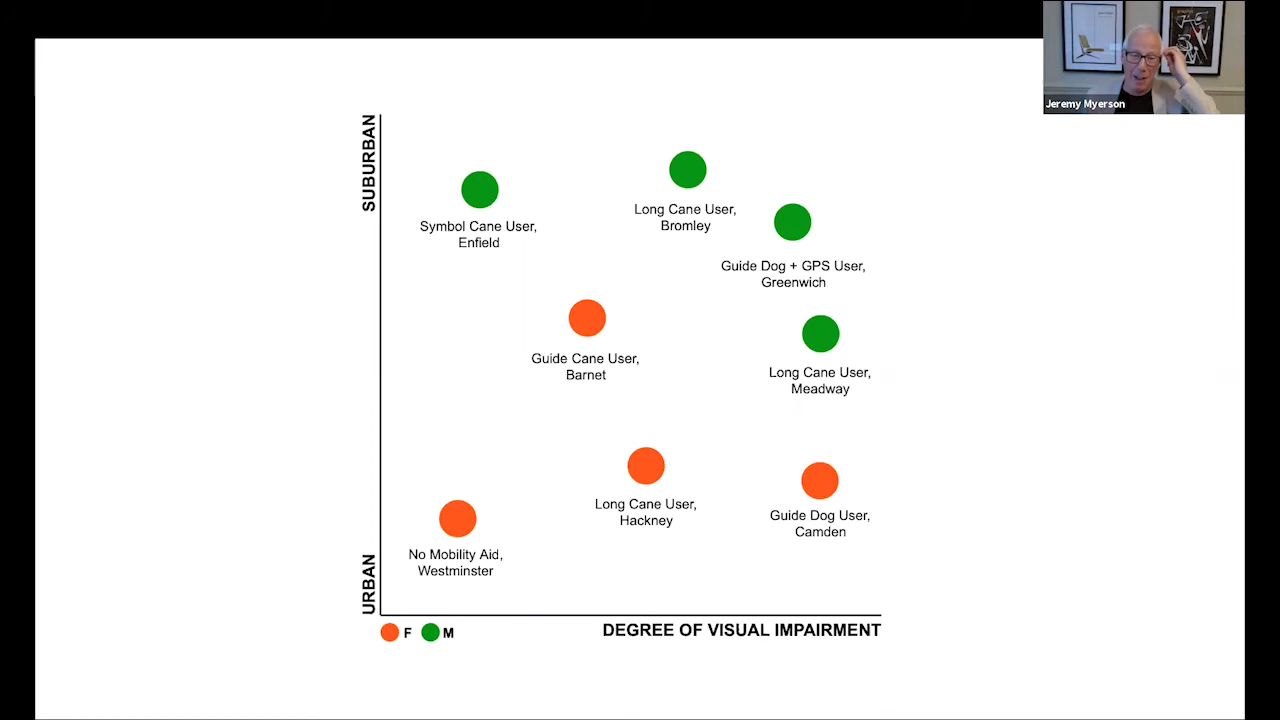 Jeremy Myerson
SUBURBAN
Long Cane User,
Bromley
Symbol Cane User,
Enfield
Guide Dog + GPS User,
Greenwich
Guide Cane User,
Barnet
Long Cane User,
Meadway
Long Cane User,
Hackney
Guide Dog User,
Camden
No Mobility Aid,
Westminster
URBAN
F M
DEGREE OF VISUAL IMPAIRMENT